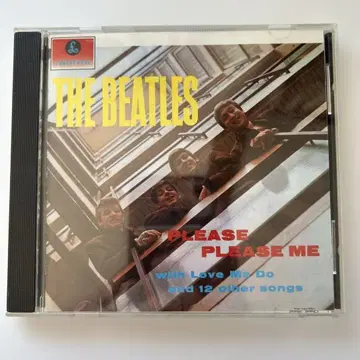 THE BEATLES
PLEASE
PLEASE ME
with Love Me Do
and 12 other songs